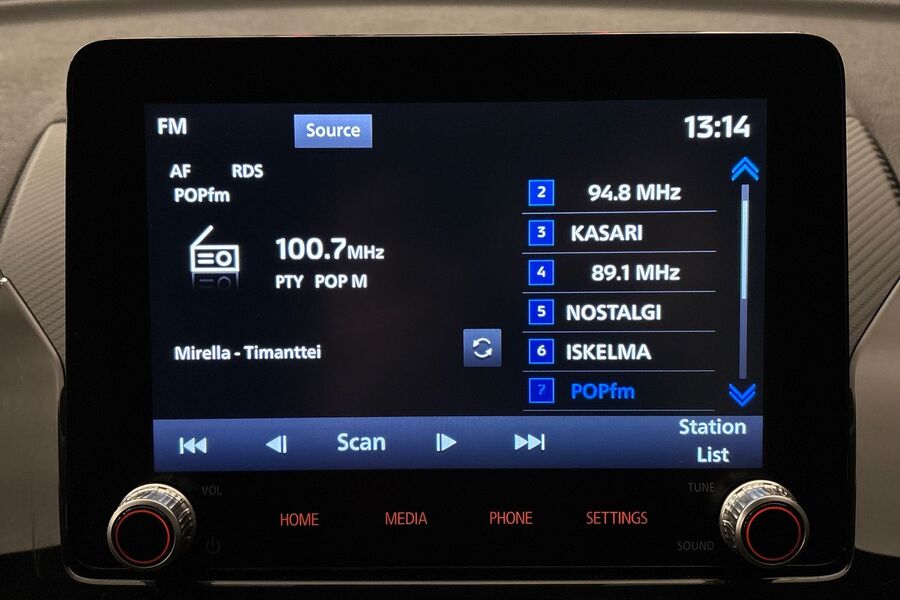 FM
Source
13:14
AF RDS
POPfm
100.7MHz
PTY POP M
Mirella - Timanttei
2 94.8 MHz
3 KASARI
4 89.1 MHz
5 NOSTALGI
6 ISKELMA
7 POPfm
Scan
Station
List
VOL
TUNE
HOME
MEDIA
PHONE
SETTINGS
SOUND